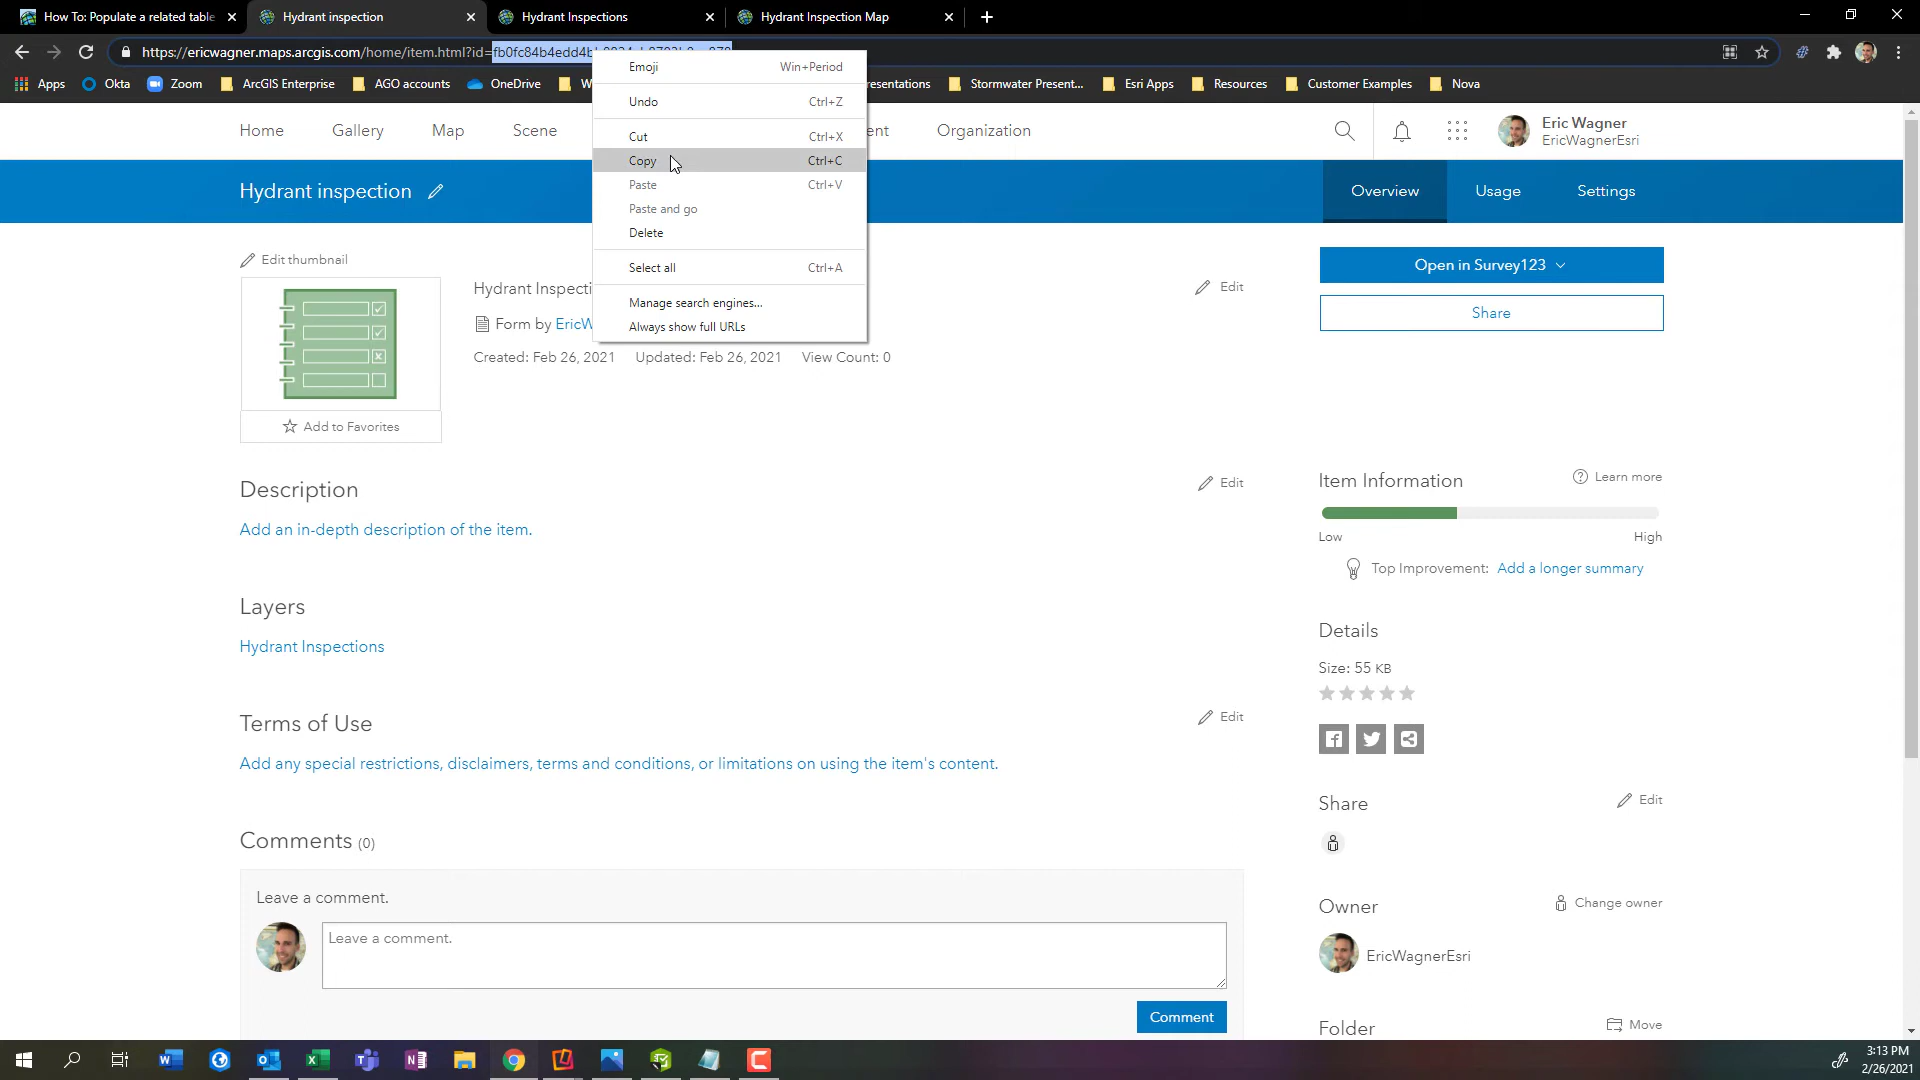 How To: Populate a related table
Hydrant inspection
Hydrant Inspections
Hydrant Inspection Map
https://ericwagner.maps.arcgis.com/home/item.html?id=fb0fc84b4edd4b
Apps
Okta
Zoom
ArcGIS Enterprise
AGO accounts
OneDrive
Stormwater Present...
Esri Apps
Resources
Customer Examples
Nova
Emoji Win+Period
Undo Ctrl+Z
Cut Ctrl+X
Copy Ctrl+C
Paste Ctrl+V
Paste and go
Delete
Select all Ctrl+A
Manage search engines...
Always show full URLs
Home
Gallery
Map
Scene
Organization
Eric Wagner
EricWagnerEsri
Hydrant inspection
Overview
Usage
Settings
Edit thumbnail
Add to Favorites
Hydrant Inspecti
Edit
Form by EricW
Created: Feb 26, 2021 Updated: Feb 26, 2021 View Count: 0
Open in Survey123
Share
Description
Edit
Add an in-depth description of the item.
Layers
Hydrant Inspections
Terms of Use
Edit
Add any special restrictions, disclaimers, terms and conditions, or limitations on using the item's content.
Comments (0)
Leave a comment.
Leave a comment.
Comment
Item Information
Learn more
Low
High
Top Improvement: Add a longer summary
Details
Size: 55 KB
Share
Edit
Owner
Change owner
EricWagnerEsri
Folder
Move
3:13 PM
2/26/2021